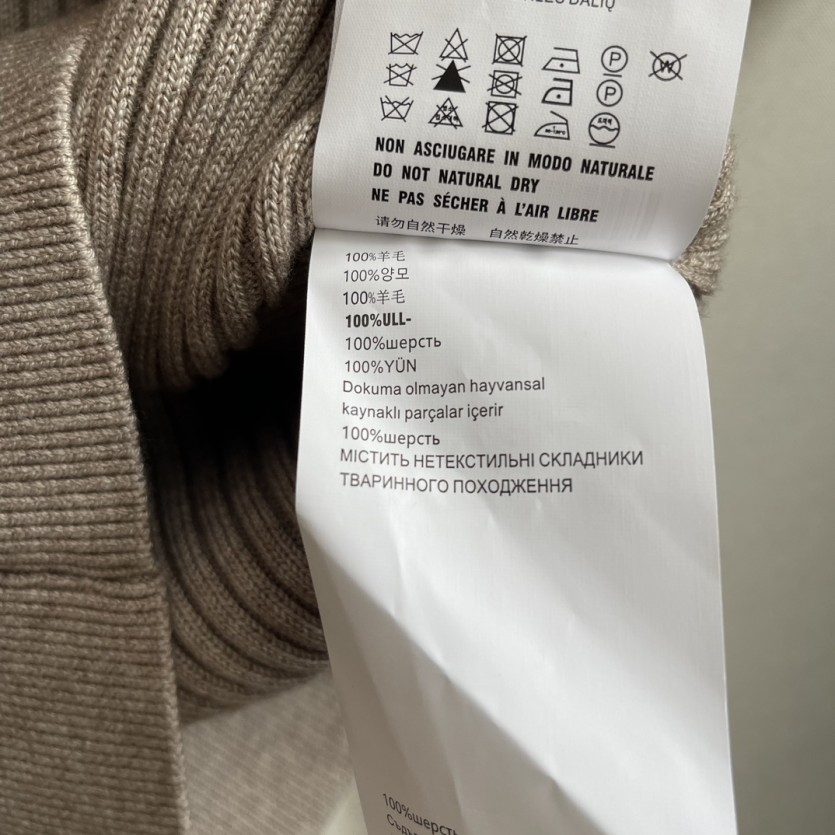 DALIŲ
P
W
P
NON ASCIUGARE IN MODO NATURALE
DO NOT NATURAL DRY
NE PAS SÉCHER À L'AIR LIBRE
请勿自然干燥 自然乾燥禁止
100%羊毛
100%양모
100%羊毛
100%ULL-
100%шерсть
100%YÜN
Dokuma olmayan hayvansal
kaynaklı parçalar içerir
100%шерсть
МІСТИТЬ НЕТЕКСТИЛЬНІ СКЛАДНИКИ
ТВАРИННОГО ПОХОДЖЕННЯ
100%шерсть